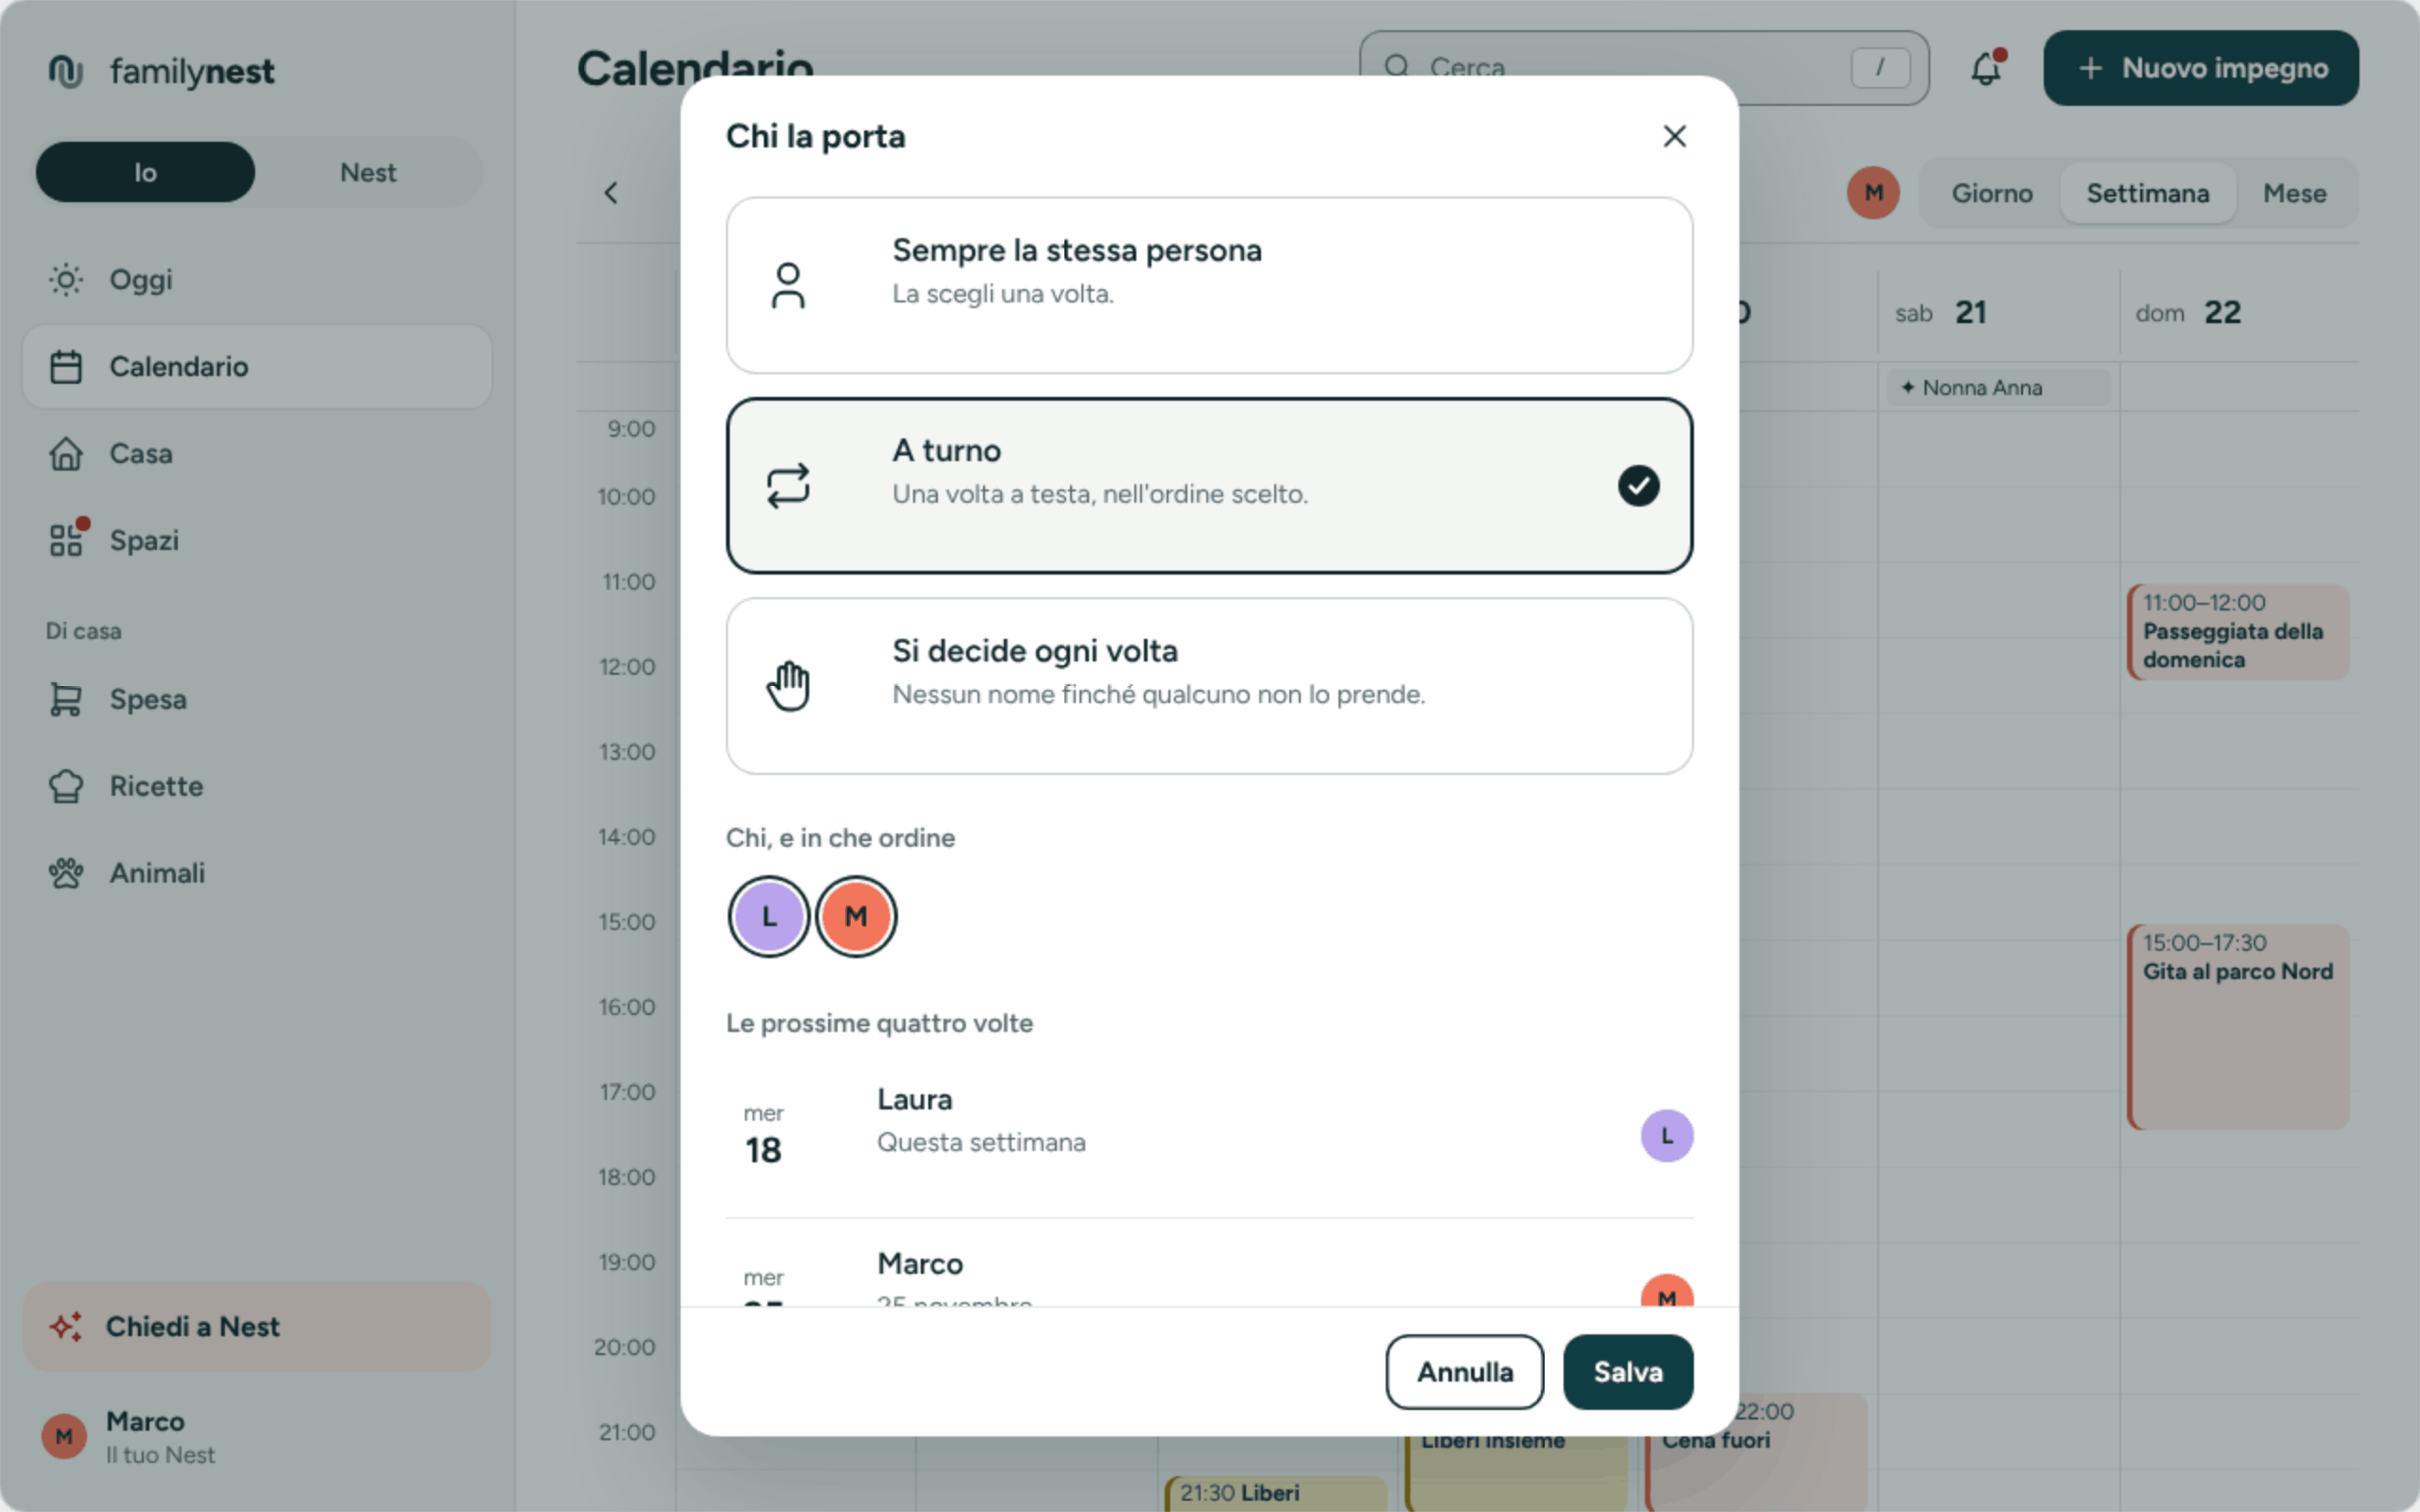 familynest
Io
Nest
Oggi
Calendario
Casa
Spazi
Di casa
Spesa
Ricette
Animali
Chiedi a Nest
M
Marco
Il tuo Nest
Calendario
Cerca
/
Nuovo impegno
M
Giorno
Settimana
Mese
sab 21
dom 22
Nonna Anna
9:00
10:00
11:00
12:00
13:00
14:00
15:00
16:00
17:00
18:00
19:00
20:00
21:00
11:00–12:00
Passeggiata della
domenica
15:00–17:30
Gita al parco Nord
22:00
Cena fuori
Liberi insieme
21:30 Liberi
Chi la porta
Sempre la stessa persona
La scegli una volta.
A turno
Una volta a testa, nell'ordine scelto.
Si decide ogni volta
Nessun nome finché qualcuno non lo prende.
Chi, e in che ordine
L
M
Le prossime quattro volte
mer
18
Laura
Questa settimana
L
mer
Marco
25 novembre
M
Annulla
Salva